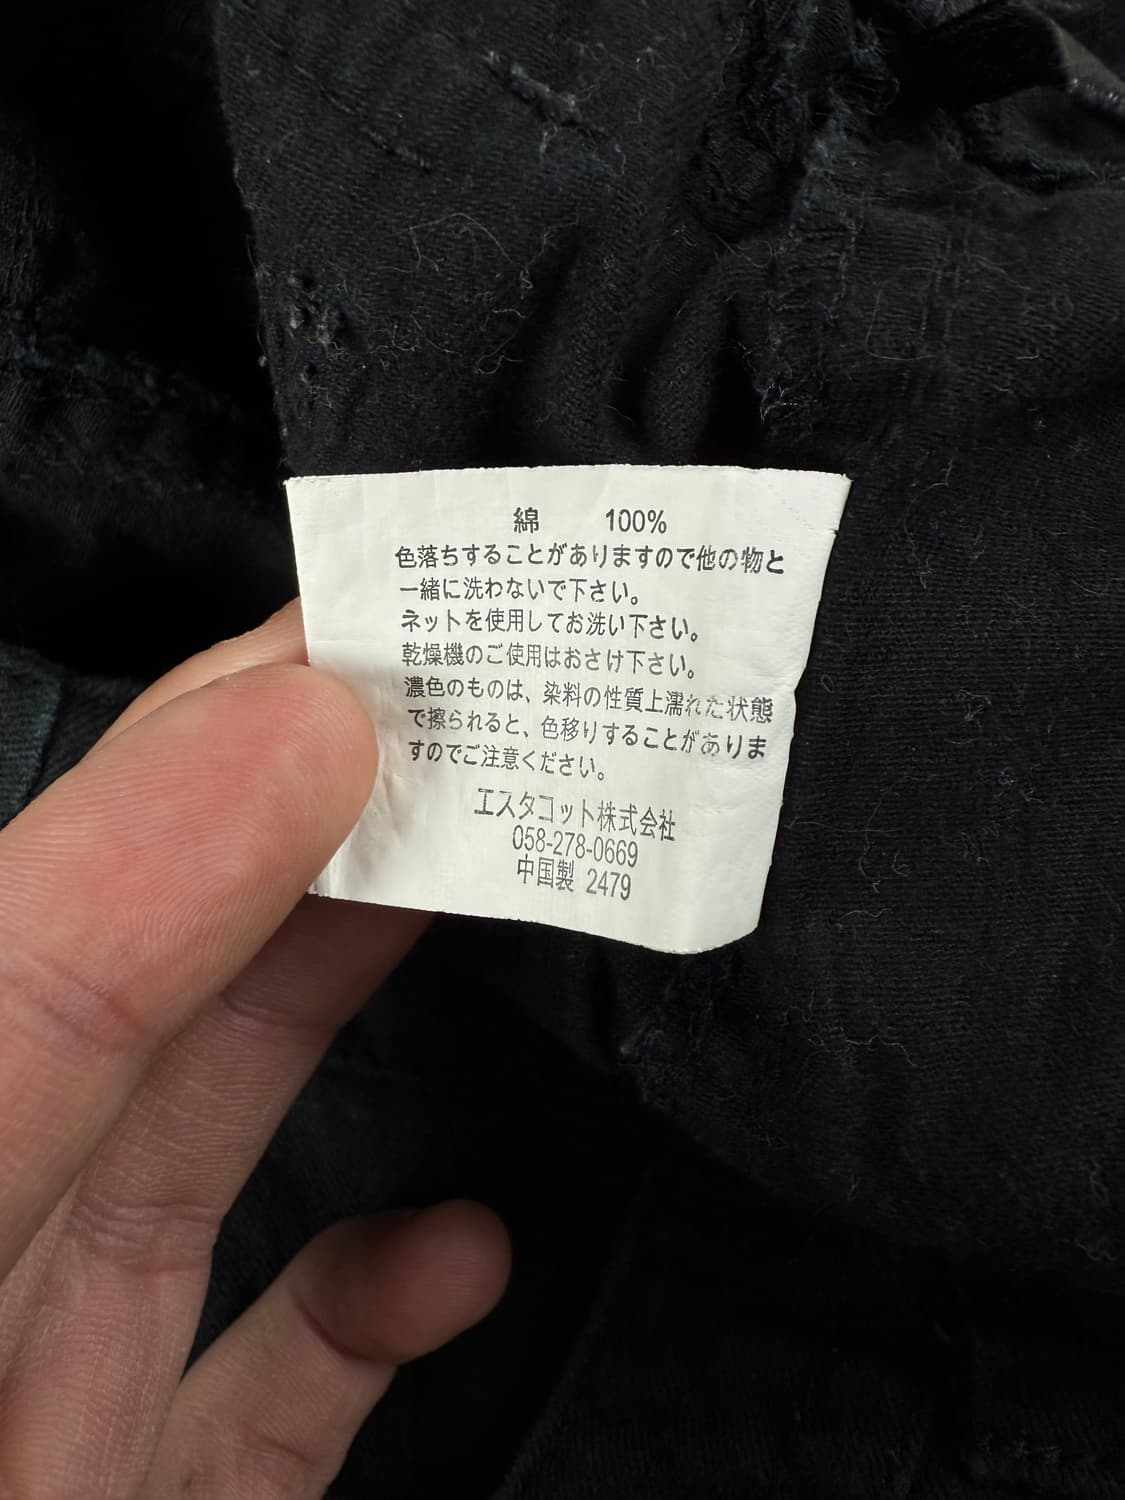 綿 100%
色落ちすることがありますので他の物と
一緒に洗わないで下さい。
ネットを使用してお洗い下さい。
乾燥機のご使用はおさけ下さい。
濃色のものは、染料の性質上濡れた状態
で擦られると、色移りすることがありま
すのでご注意ください。
エスタコット株式会社
058-278-0669
中国製 2479